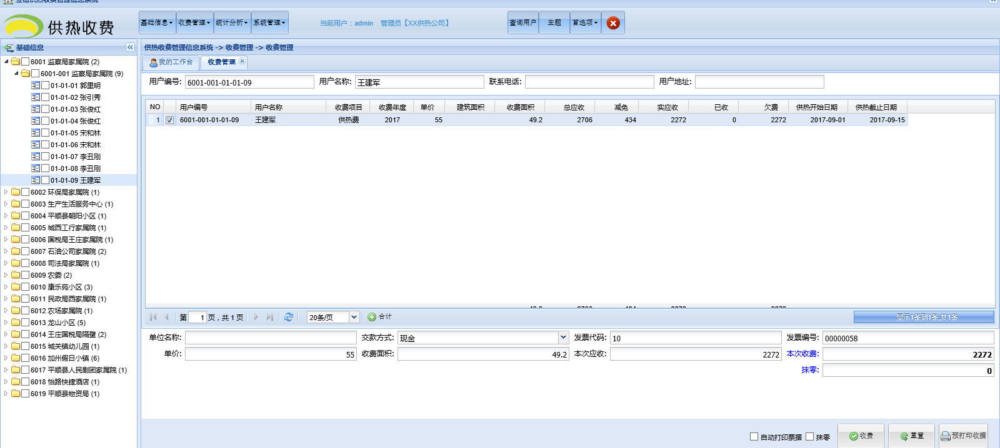 供热收费
基础信息 收费管理 统计分析 系统管理 当前用户：admin 管理员【XX供热公司】 查询用户 主题 首选项
基础信息
6001 监察局家属院 (2)
6001-001 监察局家属院 (9)
01-01-01 郭里明
01-01-02 张引秀
01-01-03 张俊红
01-01-04 张俊红
01-01-05 宋和林
01-01-06 宋和林
01-01-07 李丑刚
01-01-08 李丑刚
01-01-09 王建军
6002 环保局家属院 (1)
6003 生产生活服务中心 (1)
6004 平顺县朝阳小区 (1)
6005 城西工行家属院 (1)
6006 国税局王庄家属院 (1)
6007 石油公司家属院 (2)
6008 司法局家属院 (1)
6009 农委 (2)
6010 康乐苑小区 (3)
6011 民政局西家属院 (1)
6012 农场家属院 (1)
6013 龙山小区 (5)
6014 王庄国税局隔壁 (2)
6015 城关镇幼儿园 (1)
6016 加州假日小镇 (6)
6017 平顺县人民剧团家属院 (1)
6018 怡路快捷酒店 (1)
6019 平顺县物资局 (1)
供热收费管理信息系统 -> 收费管理 -> 收费管理
我的工作台 收费管理
用户编号: 6001-001-01-01-09 用户名称: 王建军 联系电话: 用户地址:
NO 用户编号 用户名称 收费项目 收费年度 单价 建筑面积 收费面积 总应收 减免 实应收 已收 欠费 供热开始日期 供热截止日期
1 6001-001-01-01-09 王建军 供热费 2017 55 49.2 2706 434 2272 0 2272 2017-09-01 2017-09-15
第 1 页，共 1 页 20条/页 合计 显示1条到1条 共1条
单位名称: 交款方式: 现金 发票代码: 10 发票编号: 00000058
单价: 55 收费面积: 49.2 本次应收: 2272 本次收费: 2272
抹零: 0
自动打印票据 抹零 收费 重置 预打印收据